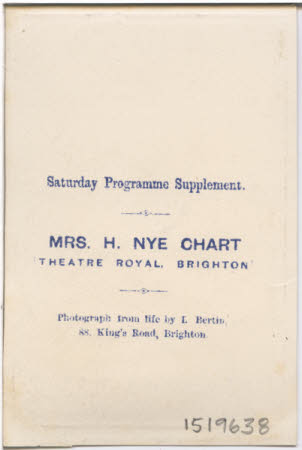 Saturday Programme Supplement.
MRS. H. NYE CHART
THEATRE ROYAL, BRIGHTON
Photograph from life by I. Bertin,
88, King's Road, Brighton
1519638